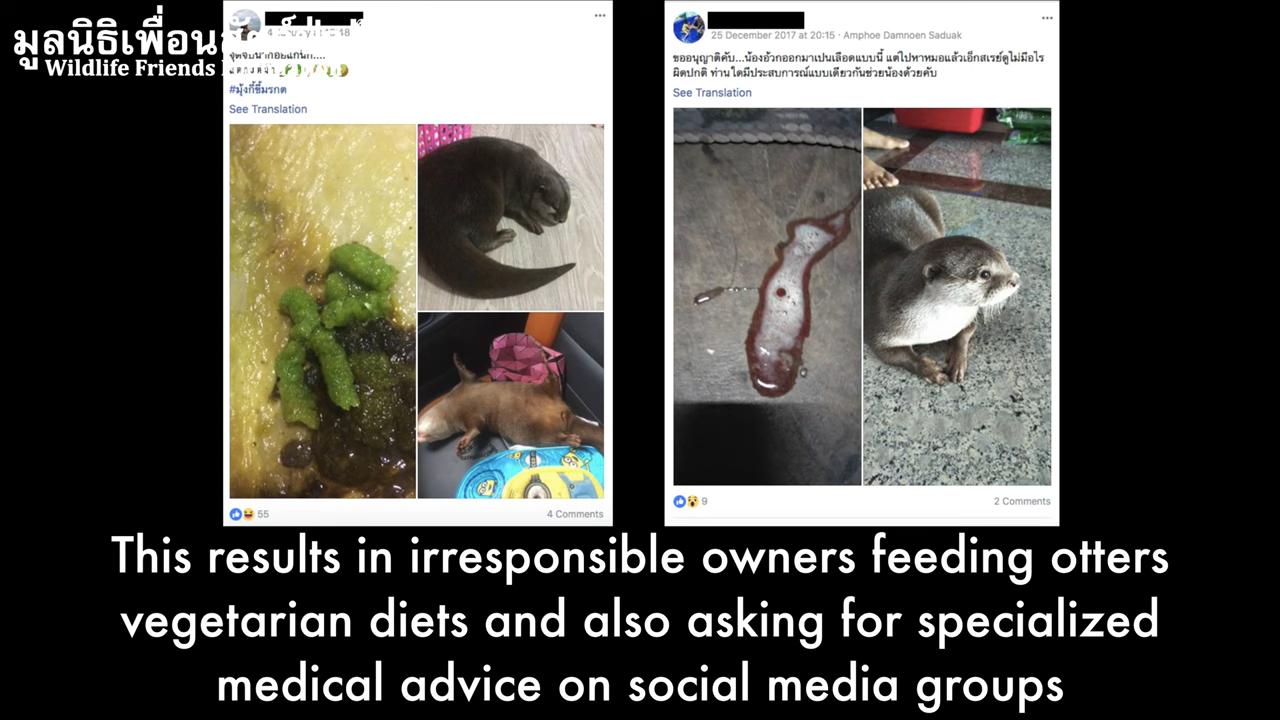 มูลนิธิเพื่อน
Wildlife Friends
#มุ้งกี้ขี้มรกต
See Translation
55
4 Comments
25 December 2017 at 20:15 · Amphoe Damnoen Saduak
ขออนุญาติคับ...น้องอ้วกออกมาเปนเลือดแบบนี้ แต่ไปหาหมอแล้วเอ็กสเรย์ดูไม่มีอไร
ผิดปกติ ท่านใดมีประสบการณ์แบบเดียวกันช่วยน้องด้วยคับ
See Translation
9
2 Comments
This results in irresponsible owners feeding otters
vegetarian diets and also asking for specialized
medical advice on social media groups